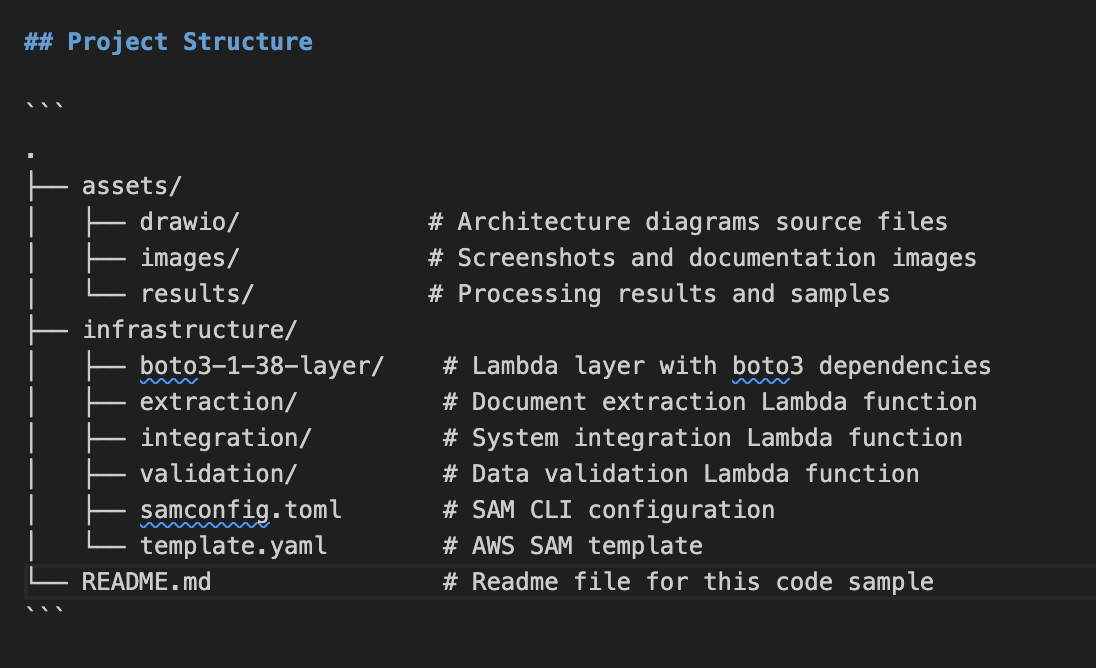 ## Project Structure
```
.
├── assets/
│   ├── drawio/             # Architecture diagrams source files
│   ├── images/             # Screenshots and documentation images
│   └── results/            # Processing results and samples
├── infrastructure/
│   ├── boto3-1-38-layer/    # Lambda layer with boto3 dependencies
│   ├── extraction/          # Document extraction Lambda function
│   ├── integration/         # System integration Lambda function
│   ├── validation/          # Data validation Lambda function
│   ├── samconfig.toml       # SAM CLI configuration
│   └── template.yaml        # AWS SAM template
└── README.md                # Readme file for this code sample
```